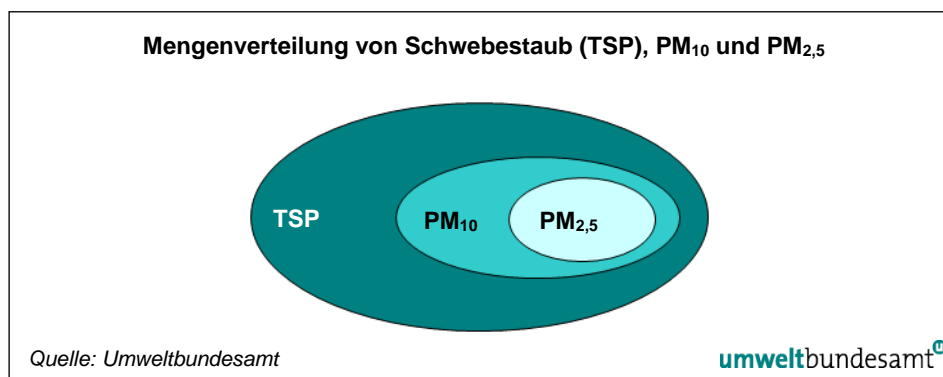 Mengenverteilung von Schwebestaub (TSP), PM₁₀ und PM₂,₅
TSP
PM₁₀
PM₂,₅
Quelle: Umweltbundesamt
umweltbundesamt
u